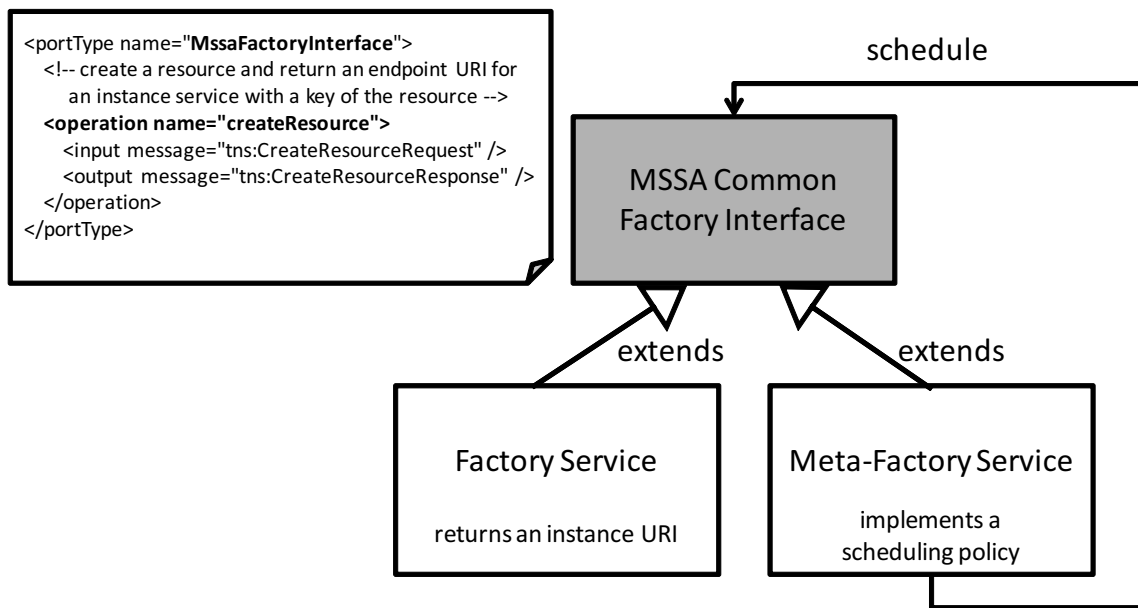 <portType name="MssaFactoryInterface">
<!-- create a resource and return an endpoint URI for
an instance service with a key of the resource -->
<operation name="createResource">
<input message="tns:CreateResourceRequest" />
<output message="tns:CreateResourceResponse" />
</operation>
</portType>
schedule
MSSA Common
Factory Interface
extends
extends
Factory Service
returns an instance URI
Meta-Factory Service
implements a
scheduling policy